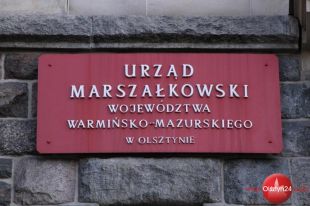 URZĄD
MARSZAŁKOWSKI
WOJEWÓDZTWA
WARMIŃSKO-MAZURSKIEGO
W OLSZTYNIE
Olsztyn24